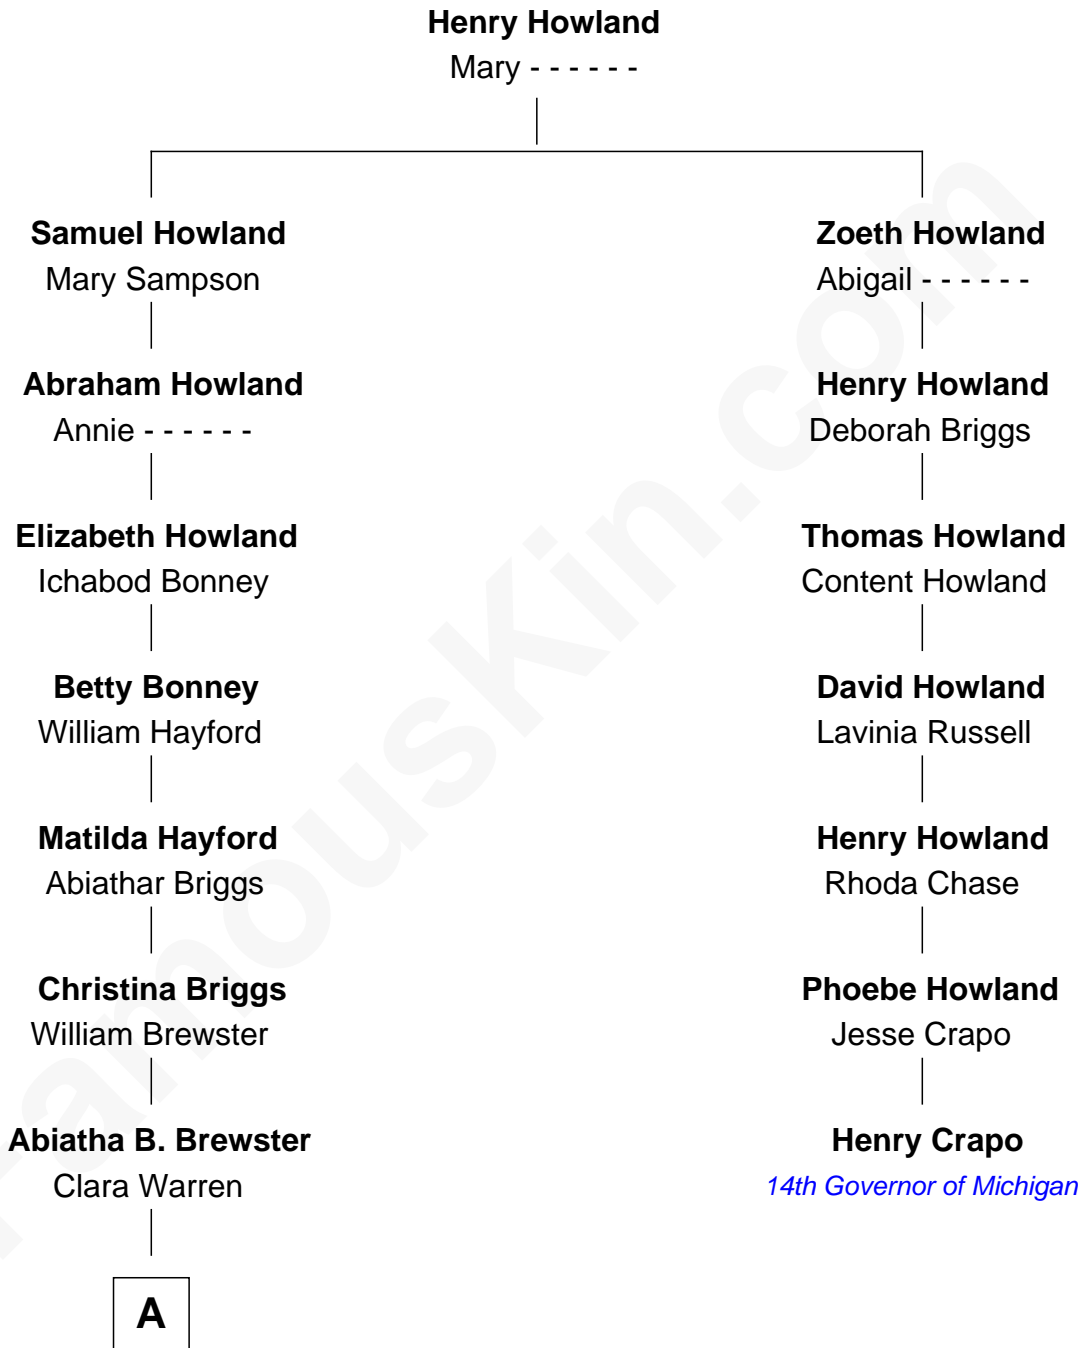 Henry Howland
Mary - - - - - -
Samuel Howland
Mary Sampson
Zoeth Howland
Abigail - - - - - -
Abraham Howland
Annie - - - - - -
Henry Howland
Deborah Briggs
Elizabeth Howland
Ichabod Bonney
Thomas Howland
Content Howland
Betty Bonney
William Hayford
David Howland
Lavinia Russell
Matilda Hayford
Abiathar Briggs
Henry Howland
Rhoda Chase
Christina Briggs
William Brewster
Phoebe Howland
Jesse Crapo
Abiatha B. Brewster
Clara Warren
Henry Crapo
14th Governor of Michigan
A
FamousKin.com